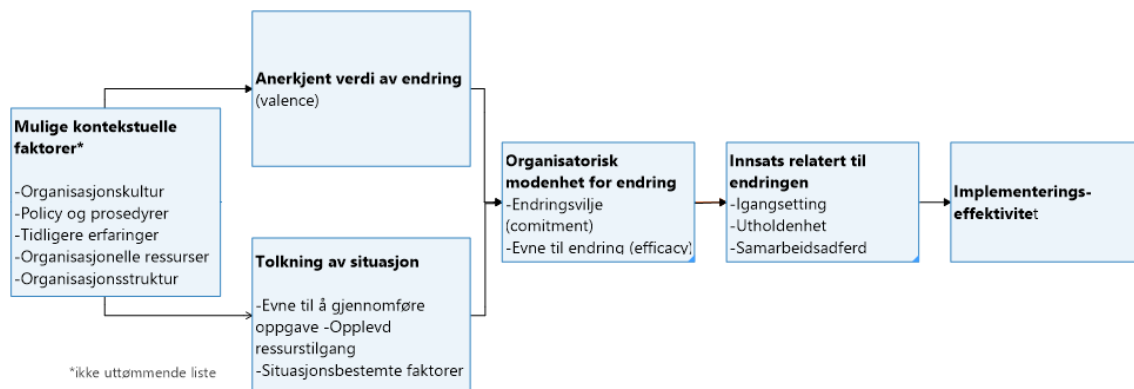 Mulige kontekstuelle
faktorer*
-Organisasjonskultur
-Policy og prosedyrer
-Tidligere erfaringer
-Organisasjonelle ressurser
-Organisasjonsstruktur
*ikke uttømmende liste
Anerkjent verdi av endring
(valence)
Tolkning av situasjon
-Evne til å gjennomføre
oppgave -Opplevd
ressurstilgang
-Situasjonsbestemte faktorer
Organisatorisk
modenhet for endring
-Endringsvilje
(comitment)
-Evne til endring (efficacy)
Innsats relatert til
endringen
-Igangsetting
-Utholdenhet
-Samarbeidsadferd
Implementerings-
effektivitet